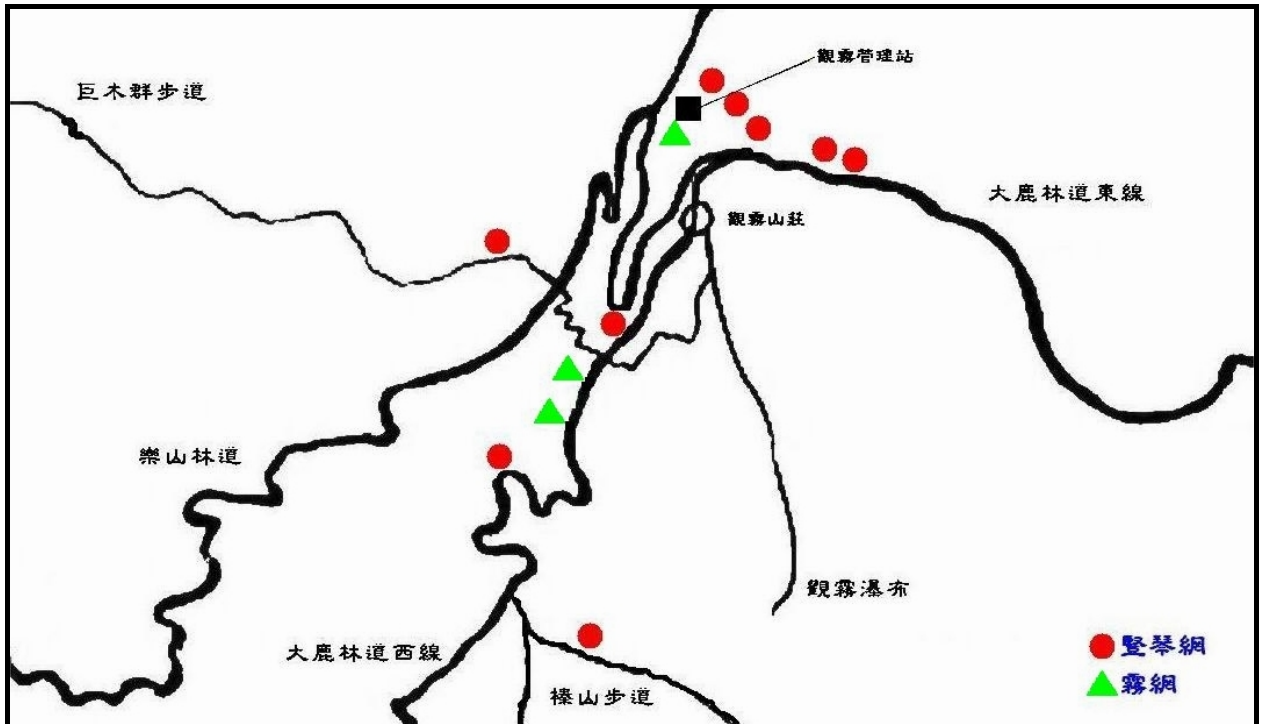 觀霧管理站
巨木群步道
大鹿林道東線
觀霧山莊
樂山林道
觀霧瀑布
大鹿林道西線
榛山步道
豎琴網
霧網